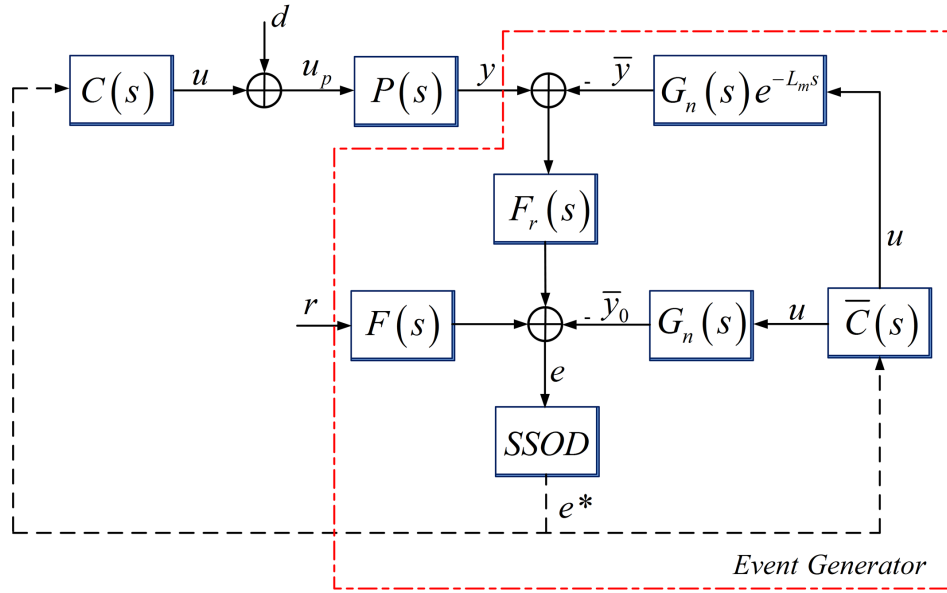 d
C(s)
u
u_p
P(s)
y
-
ȳ
G_n(s)e^{-L_m s}
F_r(s)
u
r
F(s)
-
ȳ_0
G_n(s)
u
C̄(s)
e
SSOD
e*
Event Generator